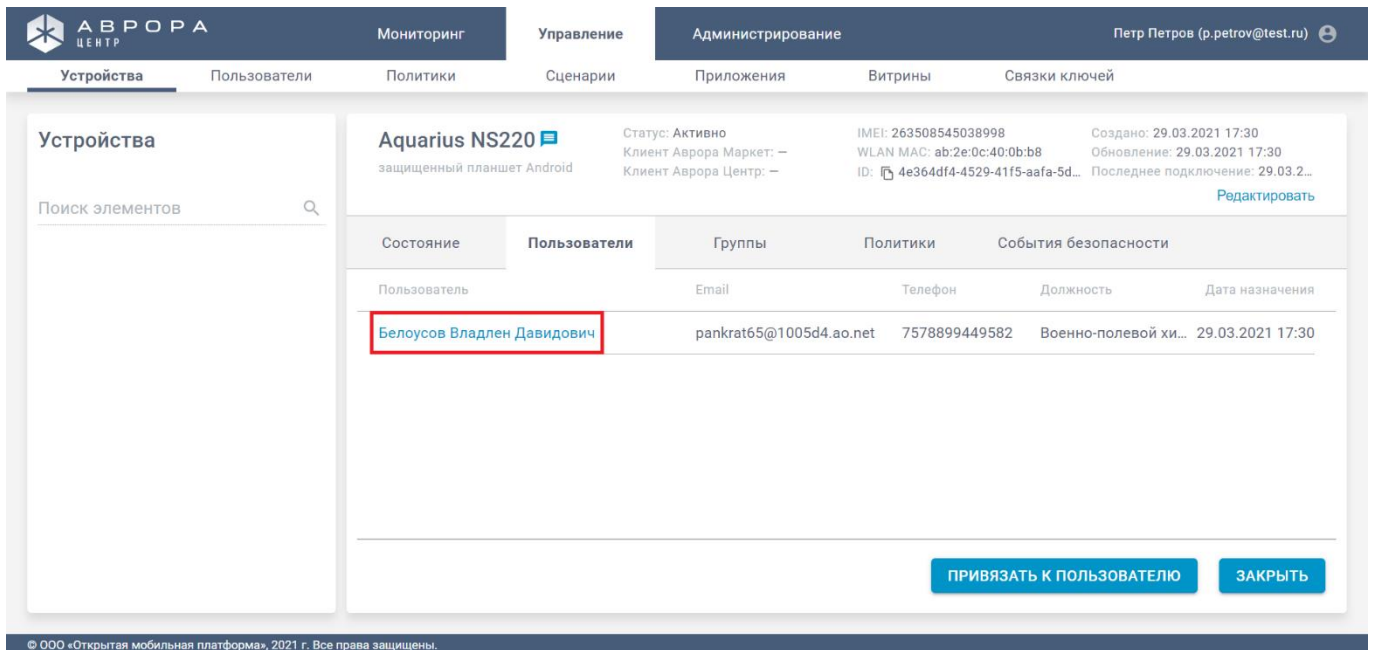 АВРОРА
ЦЕНТР
Мониторинг Управление Администрирование Петр Петров (p.petrov@test.ru)
Устройства Пользователи Политики Сценарии Приложения Витрины Связки ключей
Устройства
Поиск элементов
Aquarius NS220
защищенный планшет Android
Статус: Активно
Клиент Аврора Маркет: —
Клиент Аврора Центр: —
IMEI: 263508545038998
WLAN MAC: ab:2e:0c:40:0b:b8
ID: 4e364df4-4529-41f5-aafa-5d...
Создано: 29.03.2021 17:30
Обновление: 29.03.2021 17:30
Последнее подключение: 29.03.2...
Редактировать
Состояние Пользователи Группы Политики События безопасности
Пользователь Email Телефон Должность Дата назначения
Белоусов Владлен Давидович pankrat65@1005d4.ao.net 7578899449582 Военно-полевой хи... 29.03.2021 17:30
ПРИВЯЗАТЬ К ПОЛЬЗОВАТЕЛЮ ЗАКРЫТЬ
© ООО «Открытая мобильная платформа», 2021 г. Все права защищены.